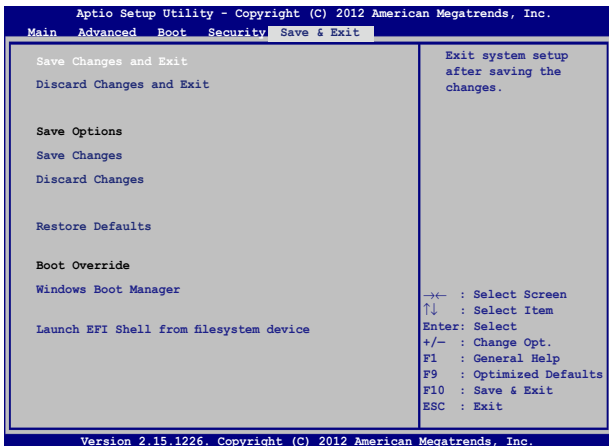 Aptio Setup Utility - Copyright (C) 2012 American Megatrends, Inc.
Main Advanced Boot Security Save & Exit
Save Changes and Exit
Discard Changes and Exit
Save Options
Save Changes
Discard Changes
Restore Defaults
Boot Override
Windows Boot Manager
Launch EFI Shell from filesystem device
Exit system setup
after saving the
changes.
→← : Select Screen
↑↓ : Select Item
Enter: Select
+/— : Change Opt.
F1 : General Help
F9 : Optimized Defaults
F10 : Save & Exit
ESC : Exit
Version 2.15.1226. Copyright (C) 2012 American Megatrends, Inc.